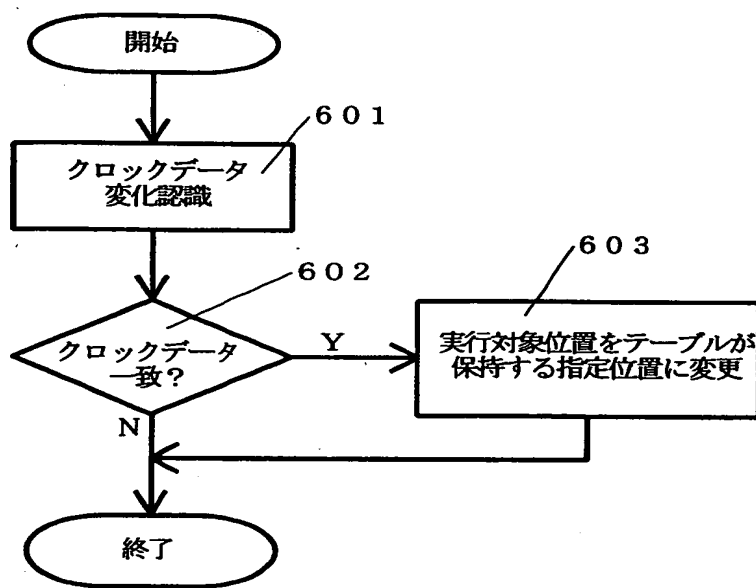 開始
601
クロックデータ
変化認識
602
603
クロックデータ
一致?
Y
実行対象位置をテーブルが
保持する指定位置に変更
N
終了